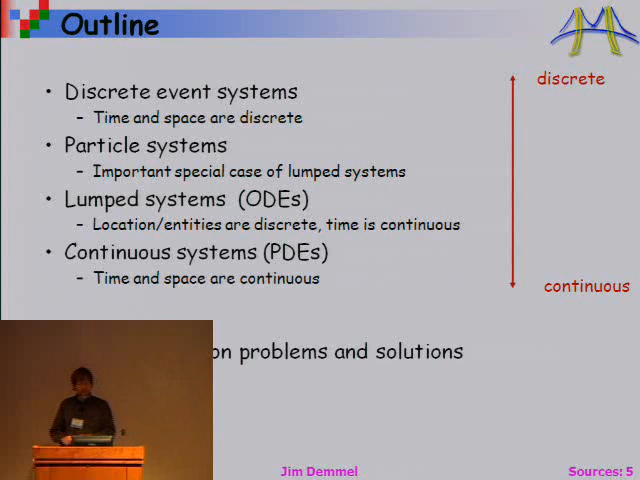 Outline
• Discrete event systems
– Time and space are discrete
• Particle systems
– Important special case of lumped systems
• Lumped systems (ODEs)
– Location/entities are discrete, time is continuous
• Continuous systems (PDEs)
– Time and space are continuous
discrete
continuous
problems and solutions
Jim Demmel
Sources: 5